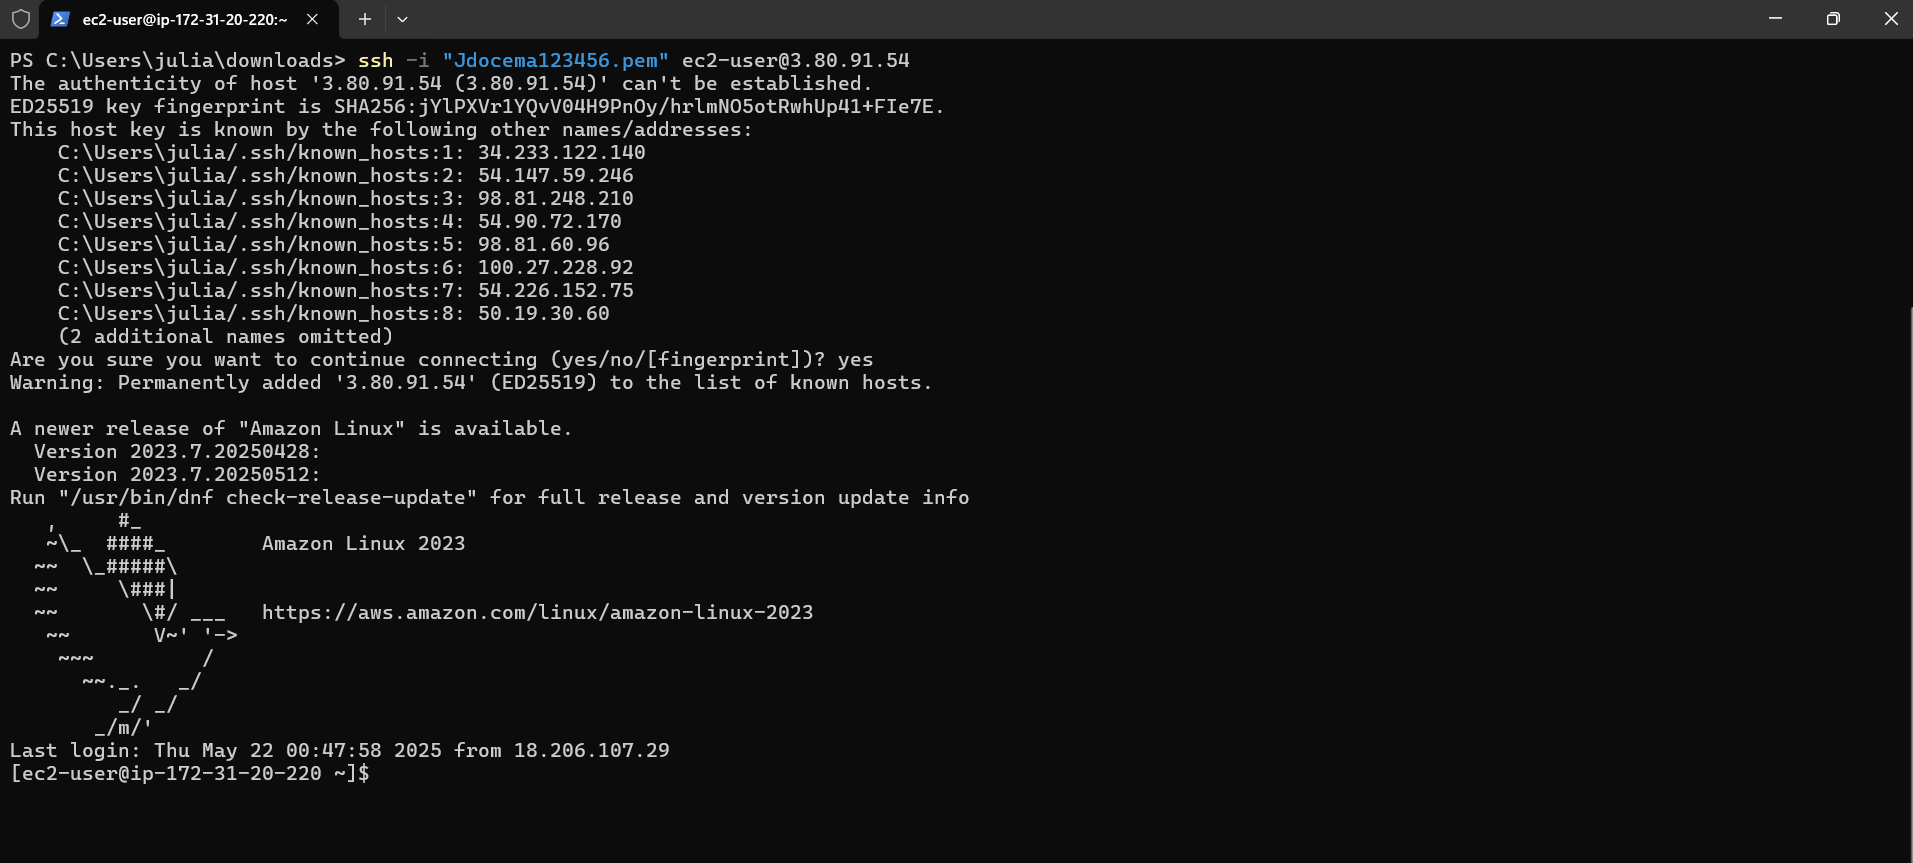 ec2-user@ip-172-31-20-220:~
PS C:\Users\julia\downloads> ssh -i "Jdocema123456.pem" ec2-user@3.80.91.54
The authenticity of host '3.80.91.54 (3.80.91.54)' can't be established.
ED25519 key fingerprint is SHA256:jYlPXVr1YQvV04H9PnOy/hrlmNO5otRwhUp41+FIe7E.
This host key is known by the following other names/addresses:
    C:\Users\julia/.ssh/known_hosts:1: 34.233.122.140
    C:\Users\julia/.ssh/known_hosts:2: 54.147.59.246
    C:\Users\julia/.ssh/known_hosts:3: 98.81.248.210
    C:\Users\julia/.ssh/known_hosts:4: 54.90.72.170
    C:\Users\julia/.ssh/known_hosts:5: 98.81.60.96
    C:\Users\julia/.ssh/known_hosts:6: 100.27.228.92
    C:\Users\julia/.ssh/known_hosts:7: 54.226.152.75
    C:\Users\julia/.ssh/known_hosts:8: 50.19.30.60
    (2 additional names omitted)
Are you sure you want to continue connecting (yes/no/[fingerprint])? yes
Warning: Permanently added '3.80.91.54' (ED25519) to the list of known hosts.

A newer release of "Amazon Linux" is available.
  Version 2023.7.20250428:
  Version 2023.7.20250512:
Run "/usr/bin/dnf check-release-update" for full release and version update info
   ,     #_
   ~\_  ####_        Amazon Linux 2023
  ~~  \_#####\
  ~~     \###|
  ~~       \#/ ___   https://aws.amazon.com/linux/amazon-linux-2023
   ~~       V~' '->
    ~~~         /
      ~~._.   _/
         _/ _/
       _/m/'
Last login: Thu May 22 00:47:58 2025 from 18.206.107.29
[ec2-user@ip-172-31-20-220 ~]$